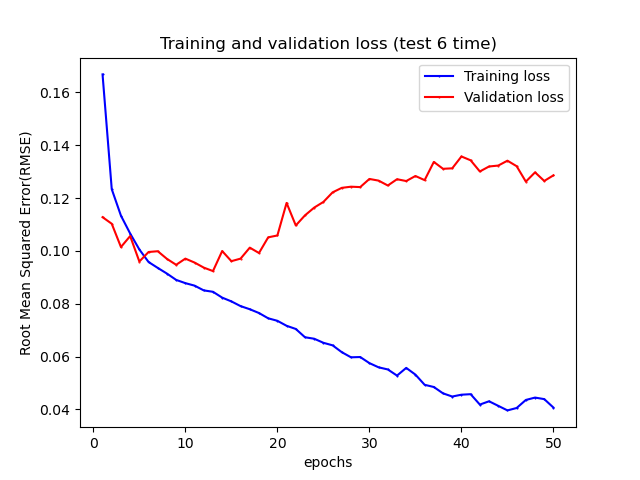 Training and validation loss (test 6 time)
Training loss
Validation loss
Root Mean Squared Error(RMSE)
0.16
0.14
0.12
0.10
0.08
0.06
0.04
0 10 20 30 40 50
epochs